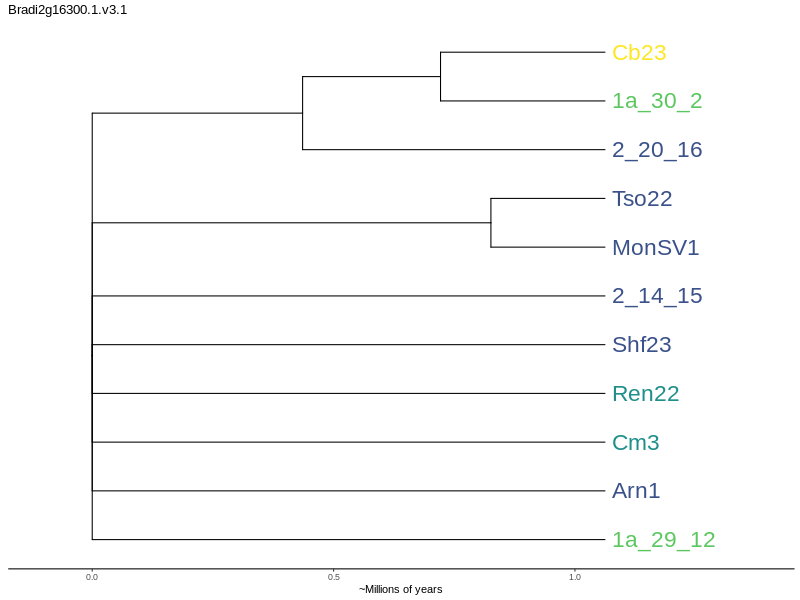 Bradi2g16300.1.v3.1
Cb23
1a_30_2
2_20_16
Tso22
MonSV1
2_14_15
Shf23
Ren22
Cm3
Arn1
1a_29_12
0.0 0.5 1.0
~Millions of years